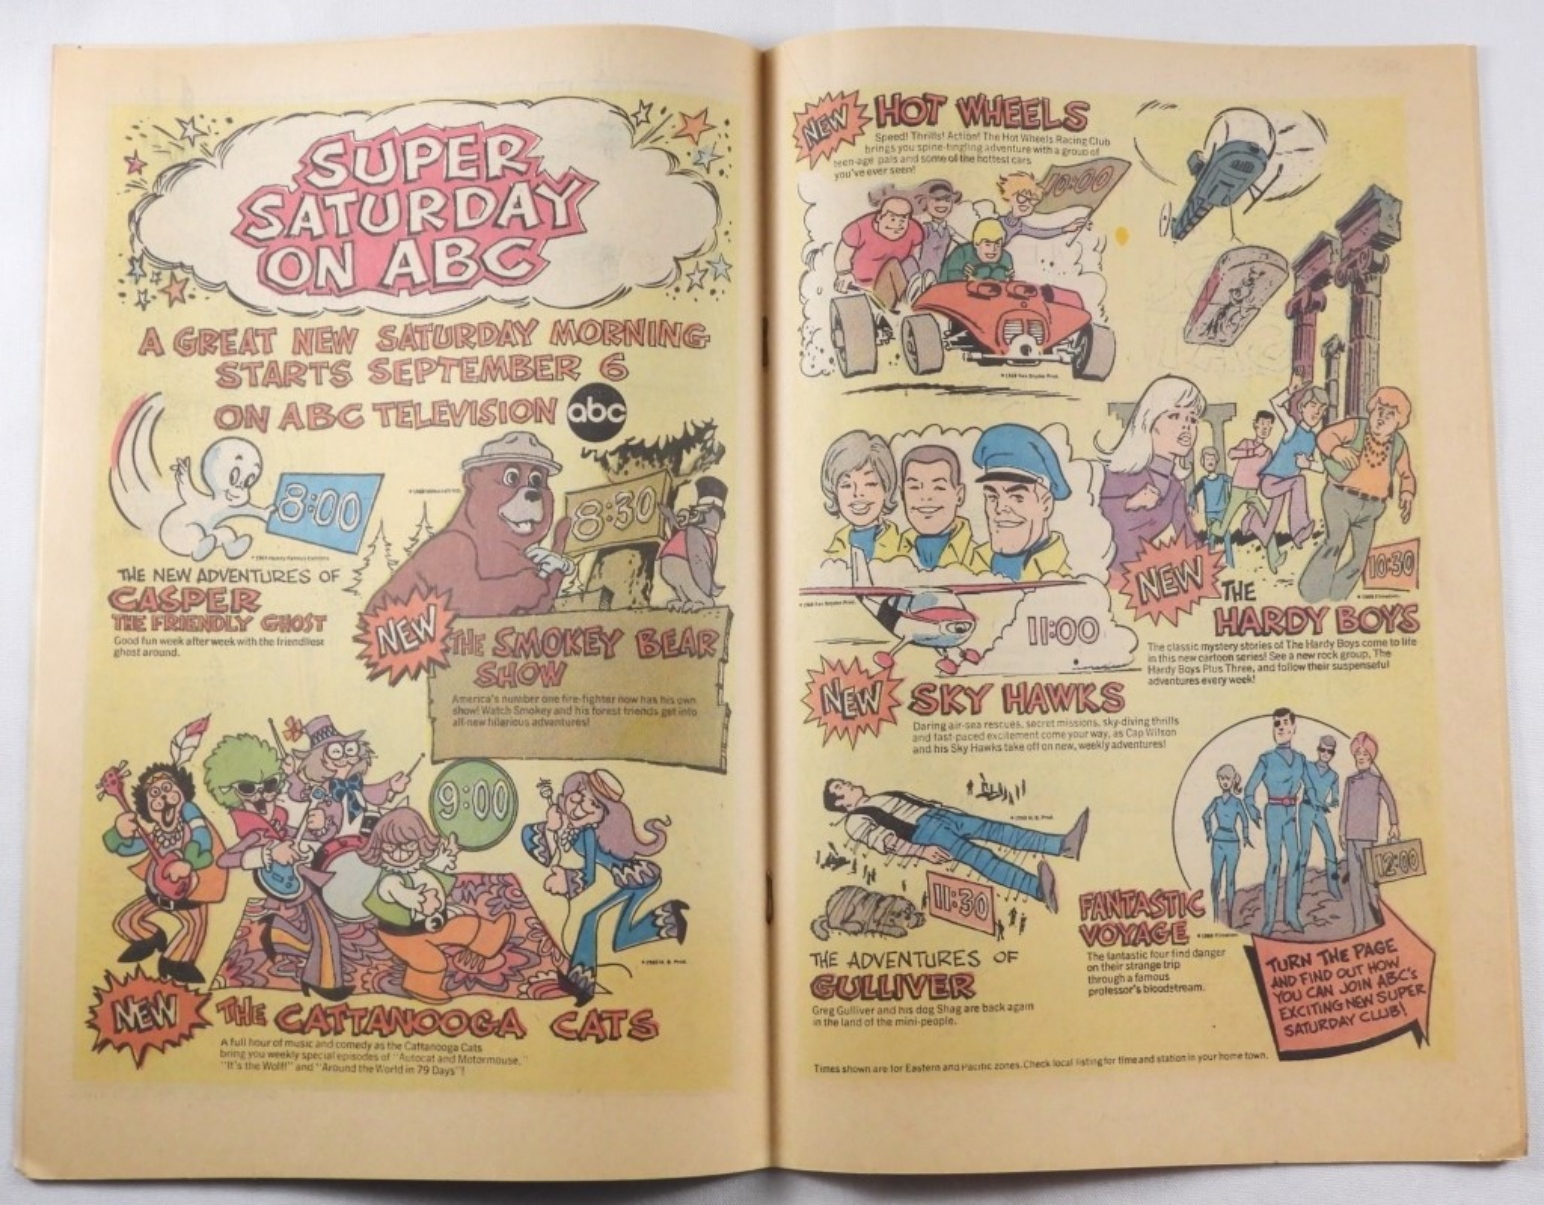 SUPER
SATURDAY
ON ABC
A GREAT NEW SATURDAY MORNING
STARTS SEPTEMBER 6
ON ABC TELEVISION abc
8:00
THE NEW ADVENTURES OF
CASPER
THE FRIENDLY GHOST
Good fun week after week with the friendliest
ghost around.
8:30
NEW THE SMOKEY BEAR
SHOW
America's number one fire-fighter now has his own
show! Watch Smokey and his forest friends get into
all-new hilarious adventures!
9:00
NEW THE CATTANOOGA CATS
A full hour of music and comedy as the Cattanooga Cats
bring you weekly special episodes of "Autocat and Motormouse,"
"It's the Wolf!" and "Around the World in 79 Days"!
NEW HOT WHEELS
Speed! Thrills! Action! The Hot Wheels Racing Club
brings you spine-tingling adventure with a group of
teen-age pals and some of the hottest cars
you've ever seen!
10:00
10:30
NEW THE
HARDY BOYS
The classic mystery stories of The Hardy Boys come to life
in this new cartoon series! See a new rock group, The
Hardy Boys Plus Three, and follow their suspenseful
adventures every week!
11:00
NEW SKY HAWKS
Daring air-sea rescues, secret missions, sky-diving thrills
and fast-paced excitement come your way, as Cap Wilson
and his Sky Hawks take off on new, weekly adventures!
11:30
THE ADVENTURES OF
GULLIVER
Greg Gulliver and his dog Shag are back again
in the land of the mini-people.
12:00
FANTASTIC
VOYAGE
The fantastic four find danger
on their strange trip
through a famous
professor's bloodstream.
TURN THE PAGE
AND FIND OUT HOW
YOU CAN JOIN ABC's
EXCITING NEW SUPER
SATURDAY CLUB!
Times shown are for Eastern and Pacific zones. Check local listing for time and station in your home town.